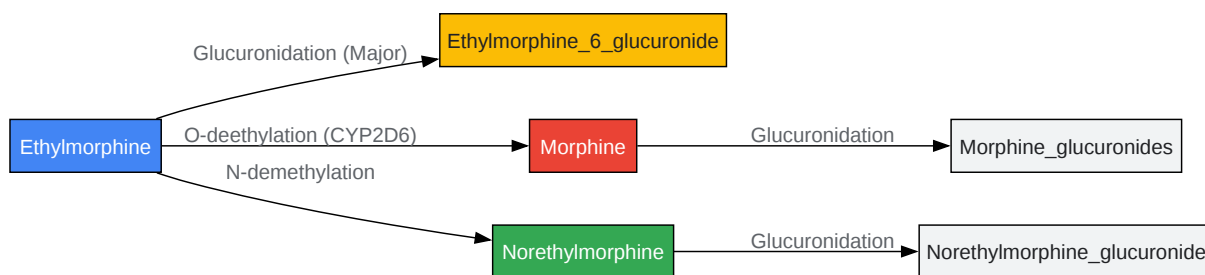 Glucuronidation (Major)
Ethylmorphine_6_glucuronide
Ethylmorphine
O-deethylation (CYP2D6)
Morphine
Glucuronidation
Morphine_glucuronides
N-demethylation
Norethylmorphine
Glucuronidation
Norethylmorphine_glucuronide